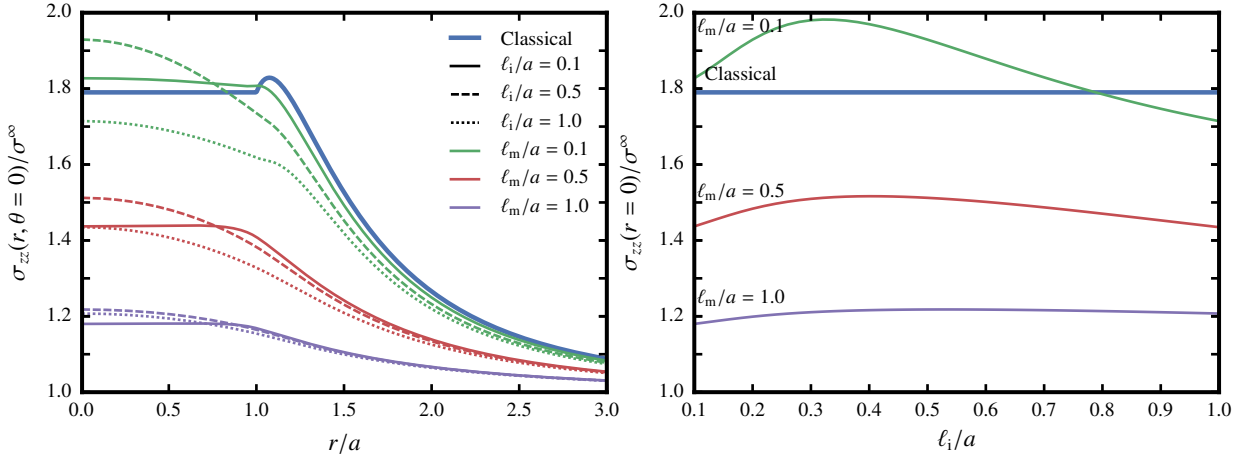 σzz(r, θ = 0)/σ∞
2.0
1.8
1.6
1.4
1.2
1.0
0.0 0.5 1.0 1.5 2.0 2.5 3.0
r/a
Classical
ℓi/a = 0.1
ℓi/a = 0.5
ℓi/a = 1.0
ℓm/a = 0.1
ℓm/a = 0.5
ℓm/a = 1.0
σzz(r = 0)/σ∞
2.0
1.8
1.6
1.4
1.2
1.0
ℓm/a = 0.1
Classical
ℓm/a = 0.5
ℓm/a = 1.0
0.1 0.2 0.3 0.4 0.5 0.6 0.7 0.8 0.9 1.0
ℓi/a